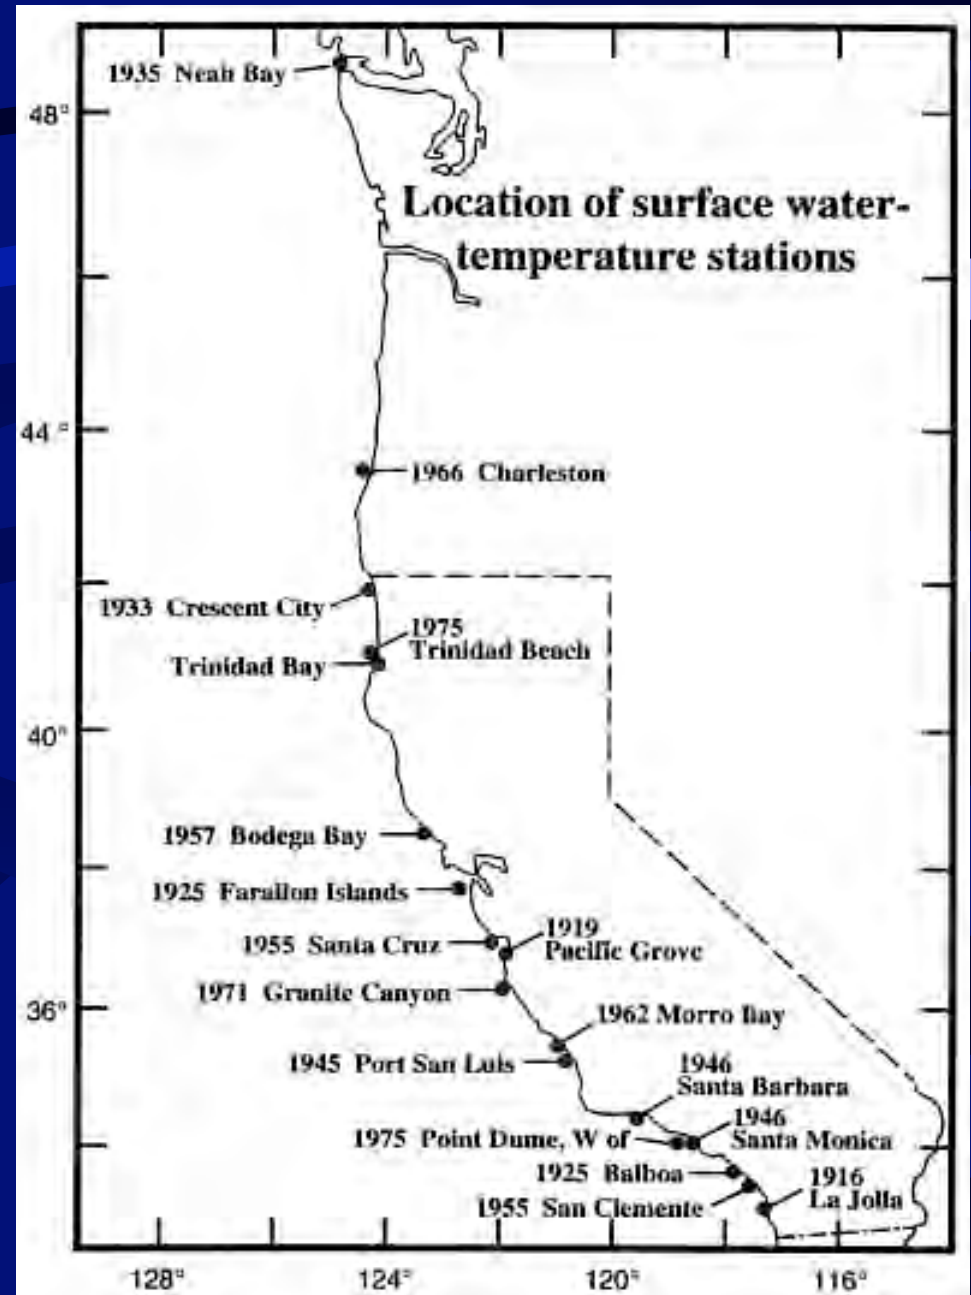 1935 Neah Bay
48°
Location of surface water-
temperature stations
44°
1966 Charleston
1933 Crescent City
1975
Trinidad Beach
Trinidad Bay
40°
1957 Bodega Bay
1925 Farallon Islands
1955 Santa Cruz
1919
Pacific Grove
1971 Granite Canyon
36°
1962 Morro Bay
1945 Port San Luis
1946
Santa Barbara
1946
Santa Monica
1975 Point Dume, W of
1925 Balboa
1916
La Jolla
1955 San Clemente
128°
124°
120°
116°